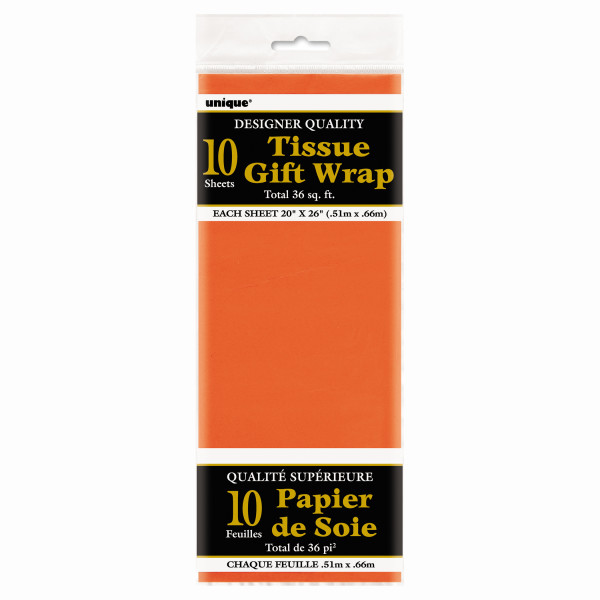 unique®
DESIGNER QUALITY
10 Sheets
Tissue
Gift Wrap
Total 36 sq. ft.
EACH SHEET 20" X 26" (.51m x .66m)
QUALITÉ SUPÉRIEURE
10 Feuilles
Papier
de Soie
Total de 36 pi²
CHAQUE FEUILLE .51m x .66m